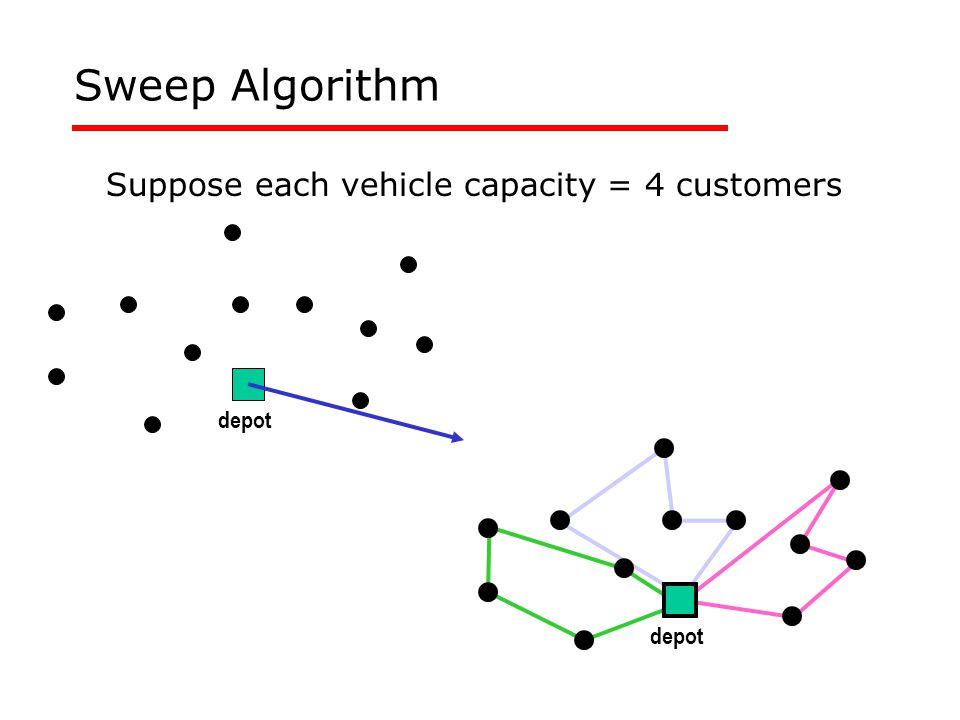 Sweep Algorithm
Suppose each vehicle capacity = 4 customers
depot
depot